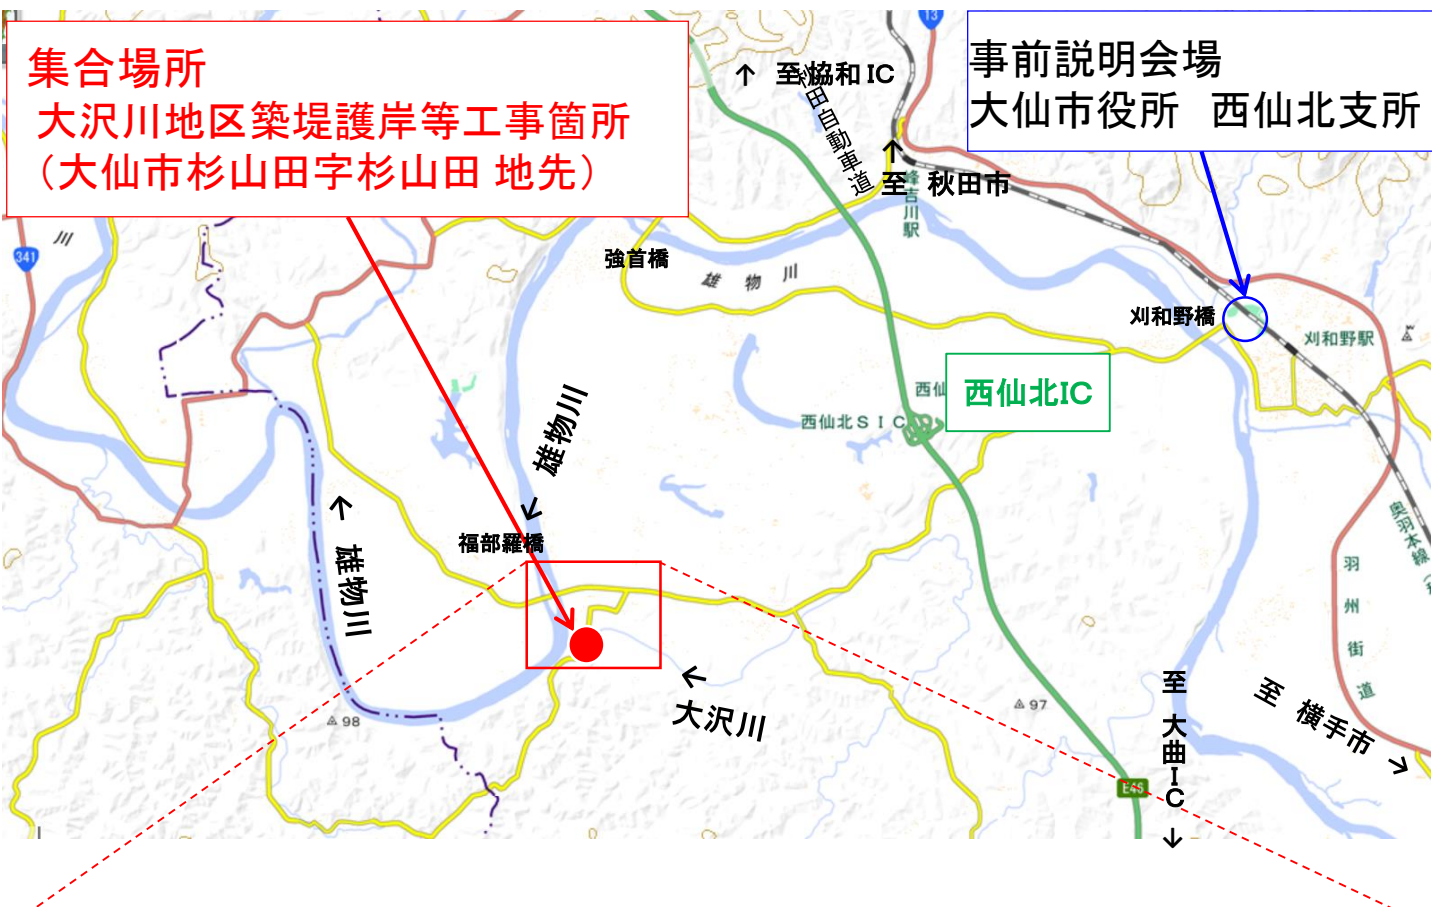 集合場所
大沢川地区築堤護岸等工事箇所
（大仙市杉山田字杉山田 地先）
事前説明会場
大仙市役所　西仙北支所
13
↑ 至 協和IC
秋田自動車道
↑
至 秋田市
峰吉川駅
341
川
強首橋
雄物川
刈和野橋
刈和野駅
西仙北IC
西仙
西仙北SIC
雄物川
←
福部羅橋
↑
雄物川
←
大沢川
98
97
奥羽本線
羽州街道
至 大曲IC ↓
至 横手市 →
E46